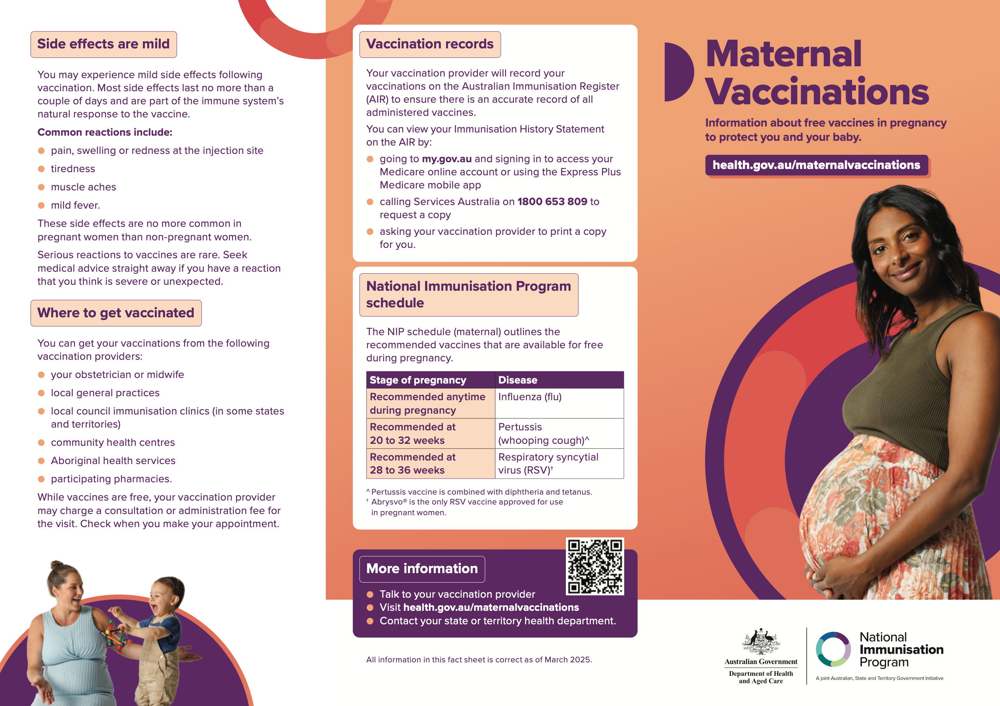 Side effects are mild
You may experience mild side effects following
vaccination. Most side effects last no more than a
couple of days and are part of the immune system’s
natural response to the vaccine.
Common reactions include:
pain, swelling or redness at the injection site
tiredness
muscle aches
mild fever.
These side effects are no more common in
pregnant women than non-pregnant women.
Serious reactions to vaccines are rare. Seek
medical advice straight away if you have a reaction
that you think is severe or unexpected.
Where to get vaccinated
You can get your vaccinations from the following
vaccination providers:
your obstetrician or midwife
local general practices
local council immunisation clinics (in some states
and territories)
community health centres
Aboriginal health services
participating pharmacies.
While vaccines are free, your vaccination provider
may charge a consultation or administration fee for
the visit. Check when you make your appointment.
Vaccination records
Your vaccination provider will record your
vaccinations on the Australian Immunisation Register
(AIR) to ensure there is an accurate record of all
administered vaccines.
You can view your Immunisation History Statement
on the AIR by:
going to my.gov.au and signing in to access your
Medicare online account or using the Express Plus
Medicare mobile app
calling Services Australia on 1800 653 809 to
request a copy
asking your vaccination provider to print a copy
for you.
National Immunisation Program
schedule
The NIP schedule (maternal) outlines the
recommended vaccines that are available for free
during pregnancy.
Stage of pregnancy Disease
Recommended anytime Influenza (flu)
during pregnancy
Recommended at Pertussis
20 to 32 weeks (whooping cough)^
Recommended at Respiratory syncytial
28 to 36 weeks virus (RSV)†
^ Pertussis vaccine is combined with diphtheria and tetanus.
† Abrysvo® is the only RSV vaccine approved for use
in pregnant women.
More information
Talk to your vaccination provider
Visit health.gov.au/maternalvaccinations
Contact your state or territory health department.
All information in this fact sheet is correct as of March 2025.
Maternal
Vaccinations
Information about free vaccines in pregnancy
to protect you and your baby.
health.gov.au/maternalvaccinations
Australian Government
Department of Health
and Aged Care
National
Immunisation
Program
A joint Australian, State and Territory Government Initiative